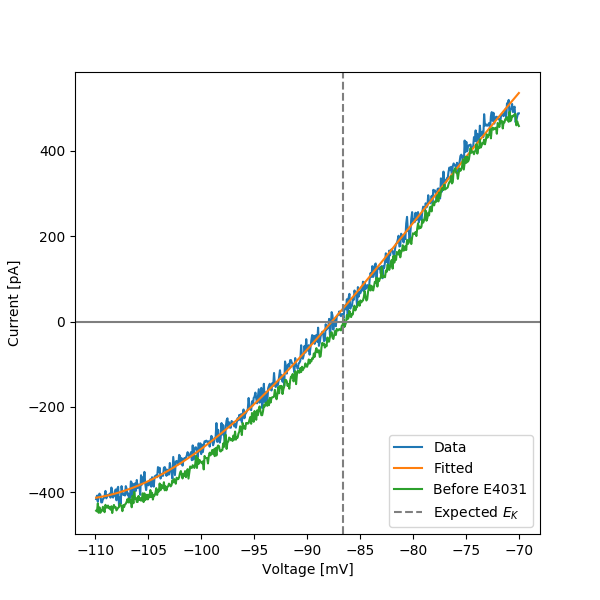 400
200
0
−200
−400
Current [pA]
−110
−105
−100
−95
−90
−85
−80
−75
−70
Voltage [mV]
Data
Fitted
Before E4031
Expected E_K